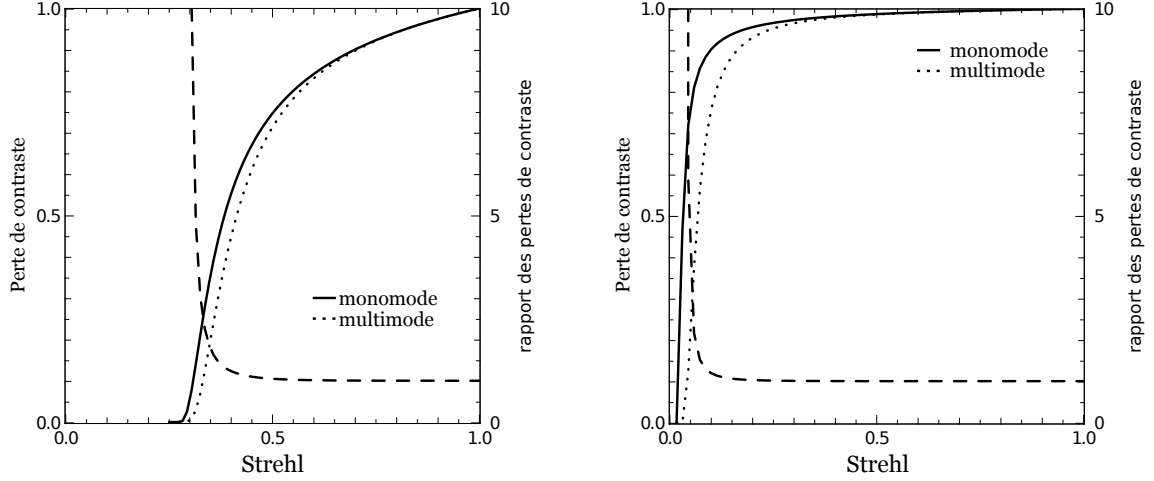 1.0
0.5
0.0
Perte de contraste
10
5
0
rapport des pertes de contraste
monomode
multimode
0.0 0.5 1.0
Strehl
1.0
0.5
0.0
Perte de contraste
10
5
0
rapport des pertes de contraste
monomode
multimode
0.0 0.5 1.0
Strehl